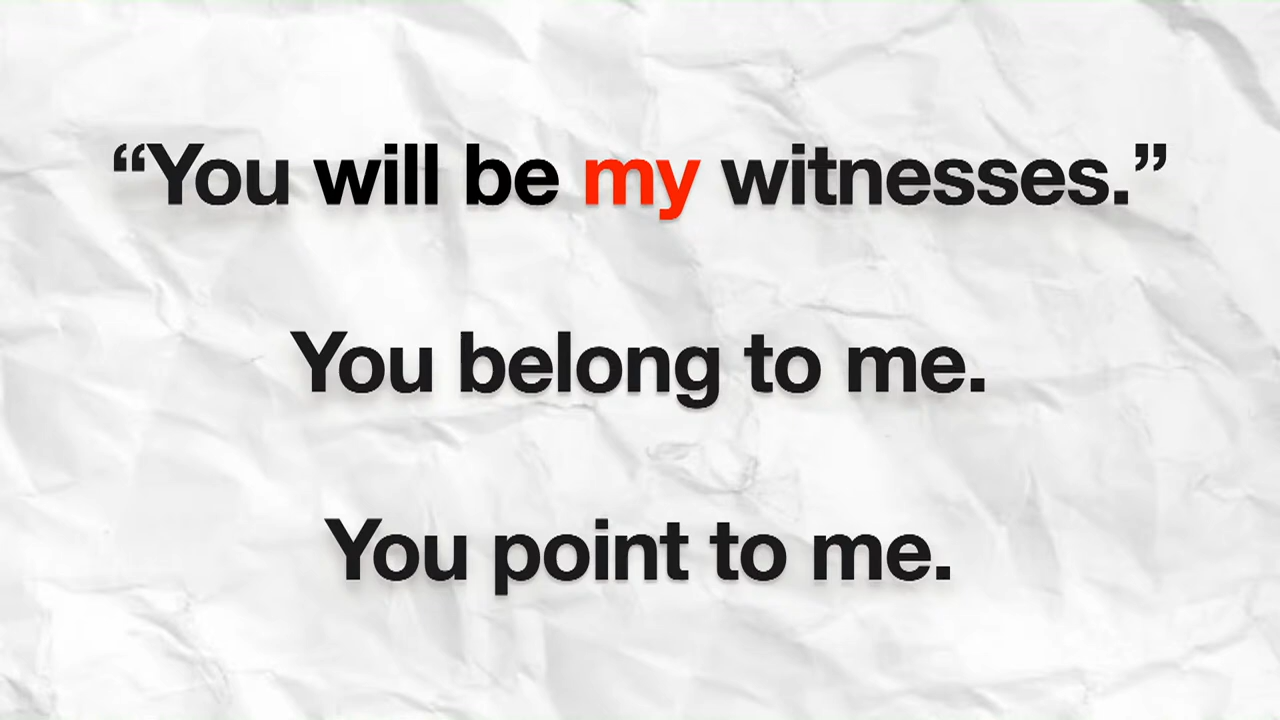 “You will be my witnesses.”
You belong to me.
You point to me.